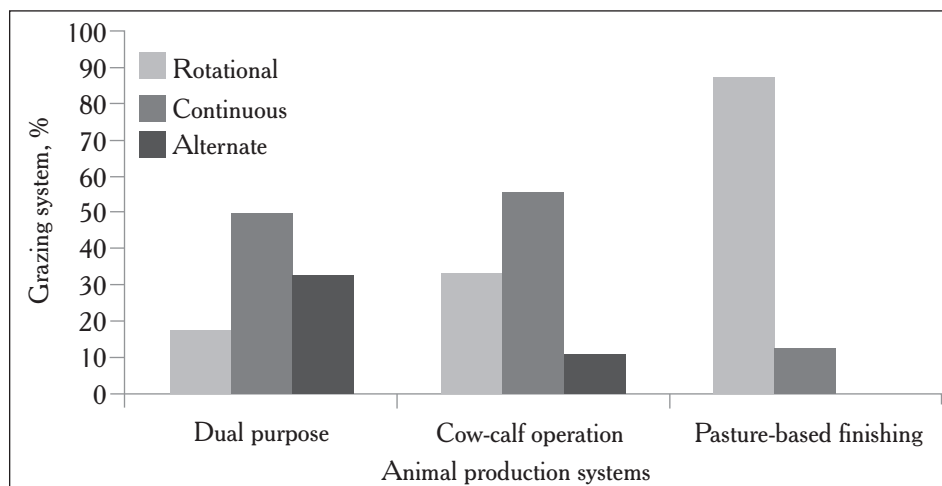 100
90
80
70
60
50
40
30
20
10
0
Grazing system, %
Rotational
Continuous
Alternate
Dual purpose
Cow-calf operation
Pasture-based finishing
Animal production systems